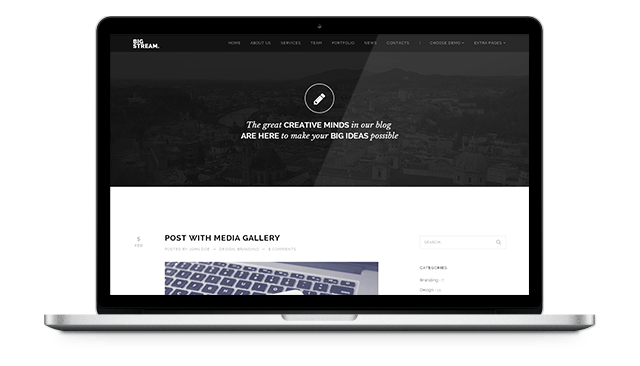 BIG
STREAM.
HOME ABOUT US SERVICES TEAM PORTFOLIO NEWS CONTACTS CHOOSE DEMO EXTRA PAGES
The great CREATIVE MINDS in our blog
ARE HERE to make your BIG IDEAS possible
5
FEB
POST WITH MEDIA GALLERY
POSTED BY JOHN DOE DESIGN, BRANDING 6 COMMENTS
SEARCH
CATEGORIES
Branding
Design